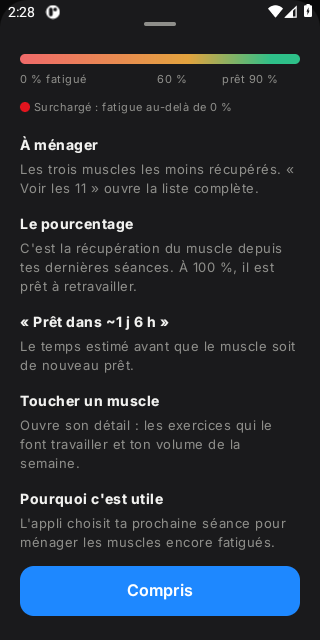 2:28
0 % fatigué 60 % prêt 90 %
Surchargé : fatigue au-delà de 0 %
À ménager
Les trois muscles les moins récupérés. «
Voir les 11 » ouvre la liste complète.
Le pourcentage
C'est la récupération du muscle depuis
tes dernières séances. À 100 %, il est
prêt à retravailler.
« Prêt dans ~1 j 6 h »
Le temps estimé avant que le muscle soit
de nouveau prêt.
Toucher un muscle
Ouvre son détail : les exercices qui le
font travailler et ton volume de la
semaine.
Pourquoi c'est utile
L'appli choisit ta prochaine séance pour
ménager les muscles encore fatigués.
Compris